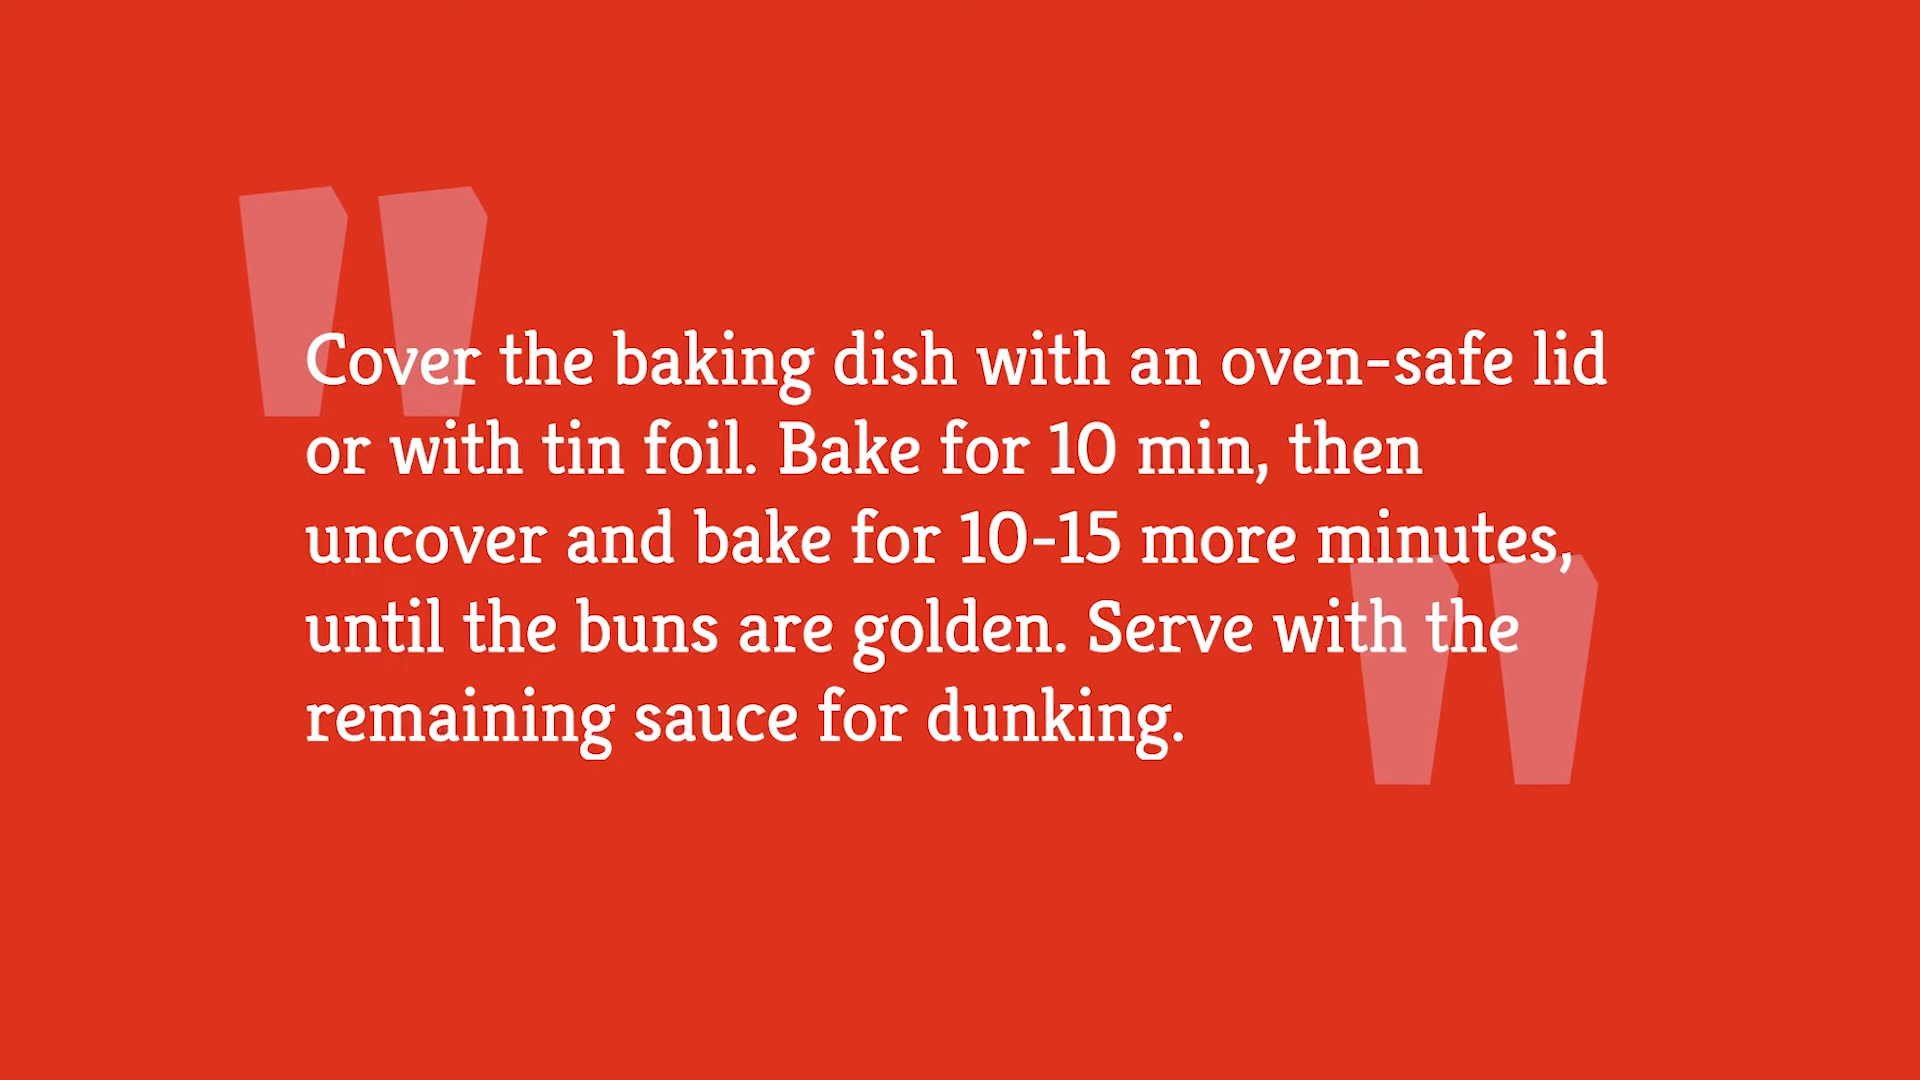 Cover the baking dish with an oven-safe lid
or with tin foil. Bake for 10 min, then
uncover and bake for 10-15 more minutes,
until the buns are golden. Serve with the
remaining sauce for dunking.